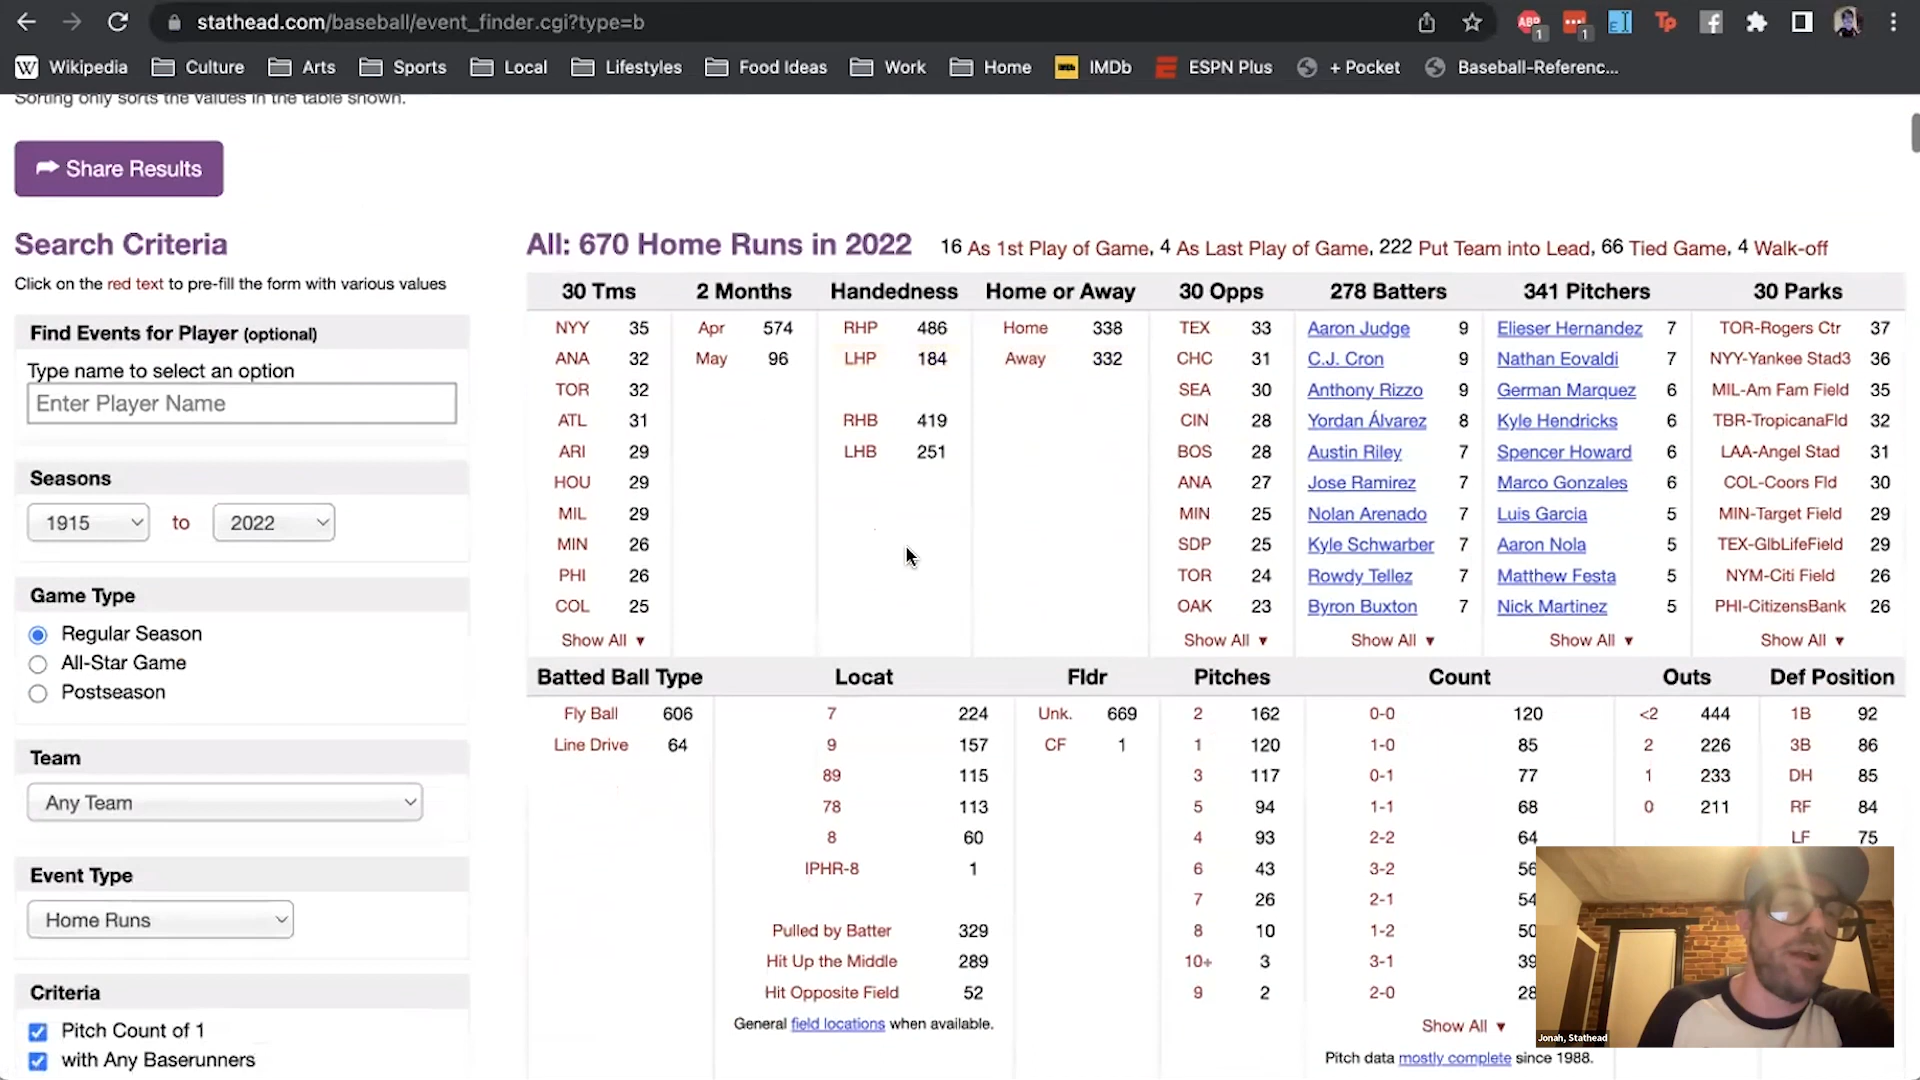 stathead.com/baseball/event_finder.cgi?type=b
ABP 1 1 Tp
Wikipedia Culture Arts Sports Local Lifestyles Food Ideas Work Home IMDb ESPN Plus + Pocket Baseball-Referenc...
Sorting only sorts the values in the table shown.
Share Results
Search Criteria
Click on the red text to pre-fill the form with various values
Find Events for Player (optional)
Type name to select an option
Enter Player Name
Seasons
1915 to 2022
Game Type
Regular Season
All-Star Game
Postseason
Team
Any Team
Event Type
Home Runs
Criteria
Pitch Count of 1
with Any Baserunners
All: 670 Home Runs in 2022 16 As 1st Play of Game, 4 As Last Play of Game, 222 Put Team into Lead, 66 Tied Game, 4 Walk-off
30 Tms 2 Months Handedness Home or Away 30 Opps 278 Batters 341 Pitchers 30 Parks
NYY 35 Apr 574 RHP 486 Home 338 TEX 33 Aaron Judge 9 Elieser Hernandez 7 TOR-Rogers Ctr 37
ANA 32 May 96 LHP 184 Away 332 CHC 31 C.J. Cron 9 Nathan Eovaldi 7 NYY-Yankee Stad3 36
TOR 32 SEA 30 Anthony Rizzo 9 German Marquez 6 MIL-Am Fam Field 35
ATL 31 RHB 419 CIN 28 Yordan Álvarez 8 Kyle Hendricks 6 TBR-TropicanaFld 32
ARI 29 LHB 251 BOS 28 Austin Riley 7 Spencer Howard 6 LAA-Angel Stad 31
HOU 29 ANA 27 Jose Ramirez 7 Marco Gonzales 6 COL-Coors Fld 30
MIL 29 MIN 25 Nolan Arenado 7 Luis Garcia 5 MIN-Target Field 29
MIN 26 SDP 25 Kyle Schwarber 7 Aaron Nola 5 TEX-GlbLifeField 29
PHI 26 TOR 24 Rowdy Tellez 7 Matthew Festa 5 NYM-Citi Field 26
COL 25 OAK 23 Byron Buxton 7 Nick Martinez 5 PHI-CitizensBank 26
Show All ▼ Show All ▼ Show All ▼ Show All ▼ Show All ▼
Batted Ball Type Locat Fldr Pitches Count Outs Def Position
Fly Ball 606 7 224 Unk. 669 2 162 0-0 120 <2 444 1B 92
Line Drive 64 9 157 CF 1 1 120 1-0 85 2 226 3B 86
89 115 3 117 0-1 77 1 233 DH 85
78 113 5 94 1-1 68 0 211 RF 84
8 60 4 93 2-2 64 LF 75
IPHR-8 1 6 43 3-2 56
7 26 2-1 54
Pulled by Batter 329 8 10 1-2 50
Hit Up the Middle 289 10+ 3 3-1 39
Hit Opposite Field 52 9 2 2-0 28
General field locations when available.
Show All ▼
Pitch data mostly complete since 1988.
Jonah, Stathead